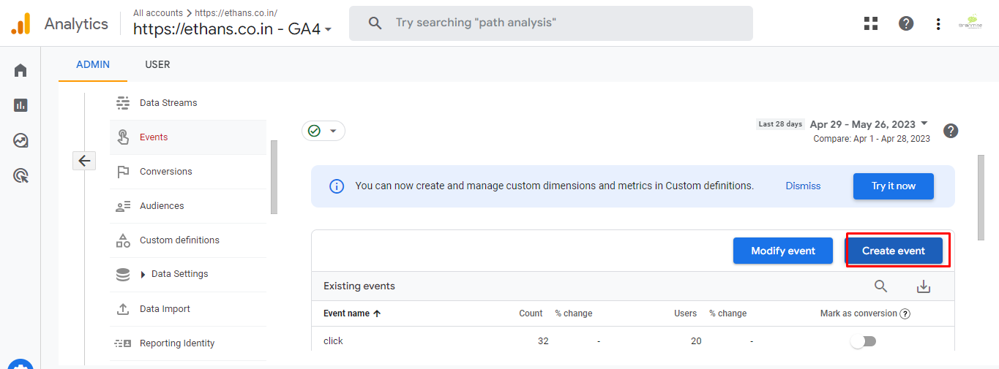 Analytics
All accounts > https://ethans.co.in/
https://ethans.co.in - GA4
Try searching "path analysis"
Brainmine
ADMIN USER
Data Streams
Events
Conversions
Audiences
Custom definitions
Data Settings
Data Import
Reporting Identity
Last 28 days Apr 29 - May 26, 2023
Compare: Apr 1 - Apr 28, 2023
You can now create and manage custom dimensions and metrics in Custom definitions. Dismiss Try it now
Modify event Create event
Existing events
Event name Count % change Users % change Mark as conversion
click 32 - 20 -